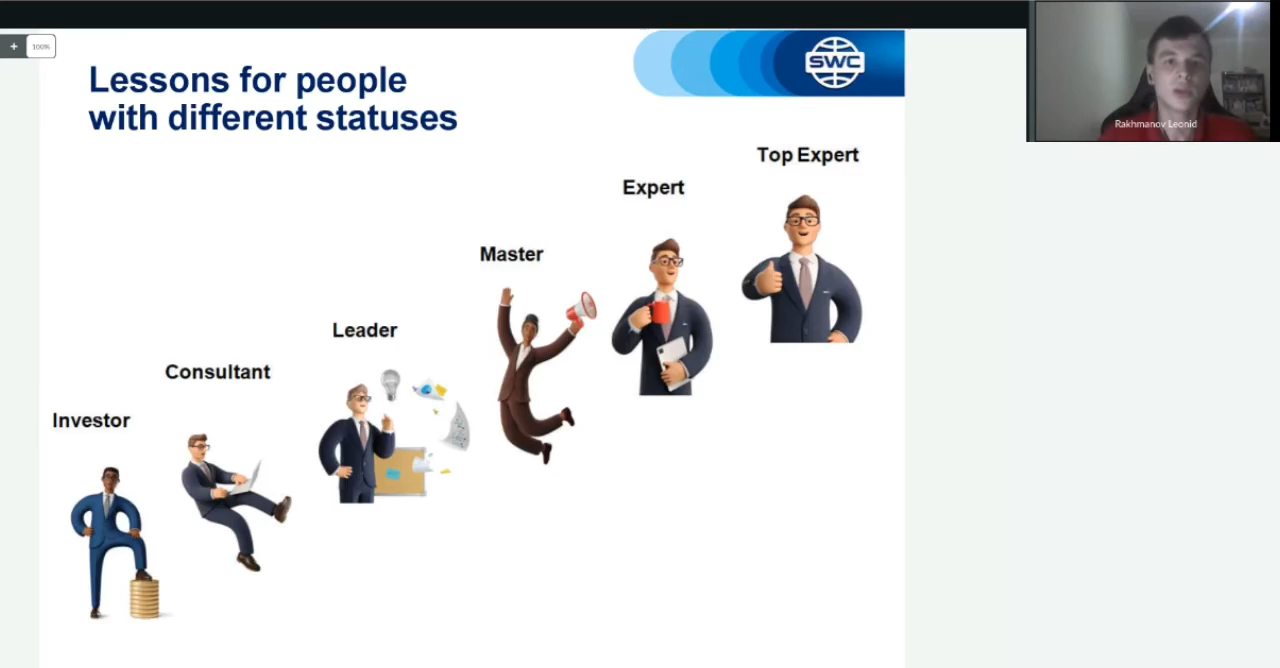 + 100%
Lessons for people
with different statuses
SWC
Rakhmanov Leonid
Top Expert
Expert
Master
Leader
Consultant
Investor